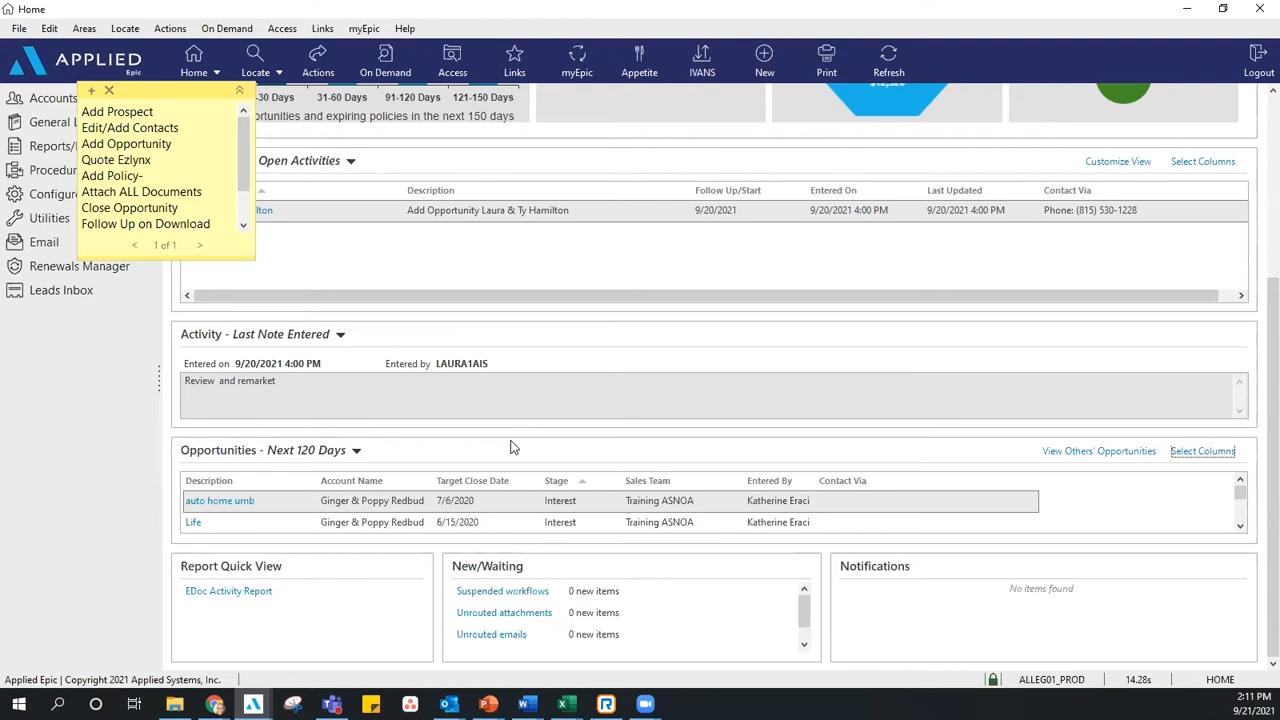 Home
File Edit Areas Locate Actions On Demand Access Links myEpic Help
APPLIED
Epic
Home Locate Actions On Demand Access Links myEpic Appetite IVANS New Print Refresh Logout
Accounts
General L
Reports/
Procedur
Configur
Utilities
Email
Renewals Manager
Leads Inbox
Add Prospect
Edit/Add Contacts
Add Opportunity
Quote Ezlynx
Add Policy-
Attach ALL Documents
Close Opportunity
Follow Up on Download
< 1 of 1 >
-30 Days 31-60 Days 91-120 Days 121-150 Days
portunities and expiring policies in the next 150 days
Open Activities Customize View Select Columns
Description Follow Up/Start Entered On Last Updated Contact Via
lton Add Opportunity Laura & Ty Hamilton 9/20/2021 9/20/2021 4:00 PM 9/20/2021 4:00 PM Phone: (815) 530-1228
Activity - Last Note Entered
Entered on 9/20/2021 4:00 PM Entered by LAURA1AIS
Review and remarket
Opportunities - Next 120 Days View Others' Opportunities Select Columns
Description Account Name Target Close Date Stage Sales Team Entered By Contact Via
auto home umb Ginger & Poppy Redbud 7/6/2020 Interest Training ASNOA Katherine Eraci
Life Ginger & Poppy Redbud 6/15/2020 Interest Training ASNOA Katherine Eraci
Report Quick View
EDoc Activity Report
New/Waiting
Suspended workflows 0 new items
Unrouted attachments 0 new items
Unrouted emails 0 new items
Notifications
No items found
Applied Epic | Copyright 2021 Applied Systems, Inc. ALLEG01_PROD 14.28s HOME
2:11 PM
9/21/2021